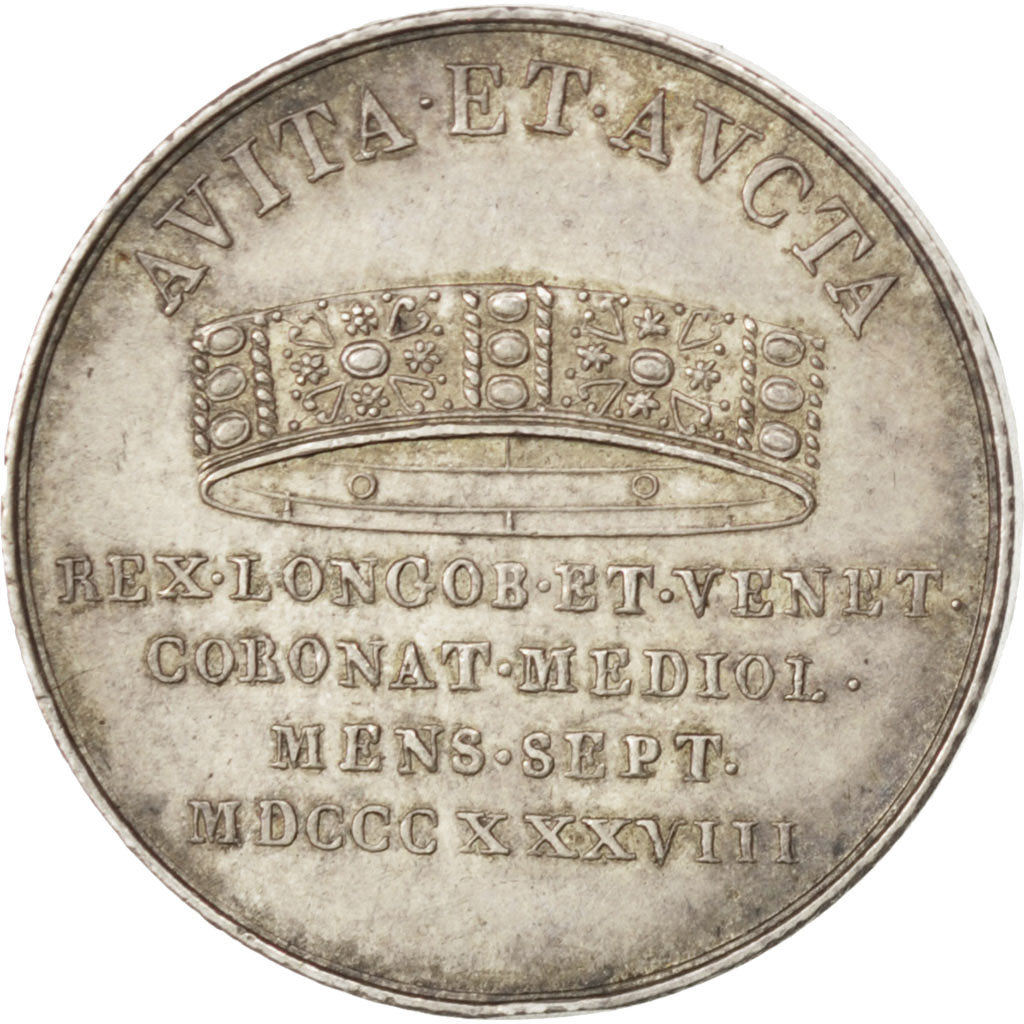 AVITA·ET·AVCTA
REX·LONGOB·ET·VENET.
CORONAT·MEDIOL.
MENS·SEPT.
MDCCCXXXVIII